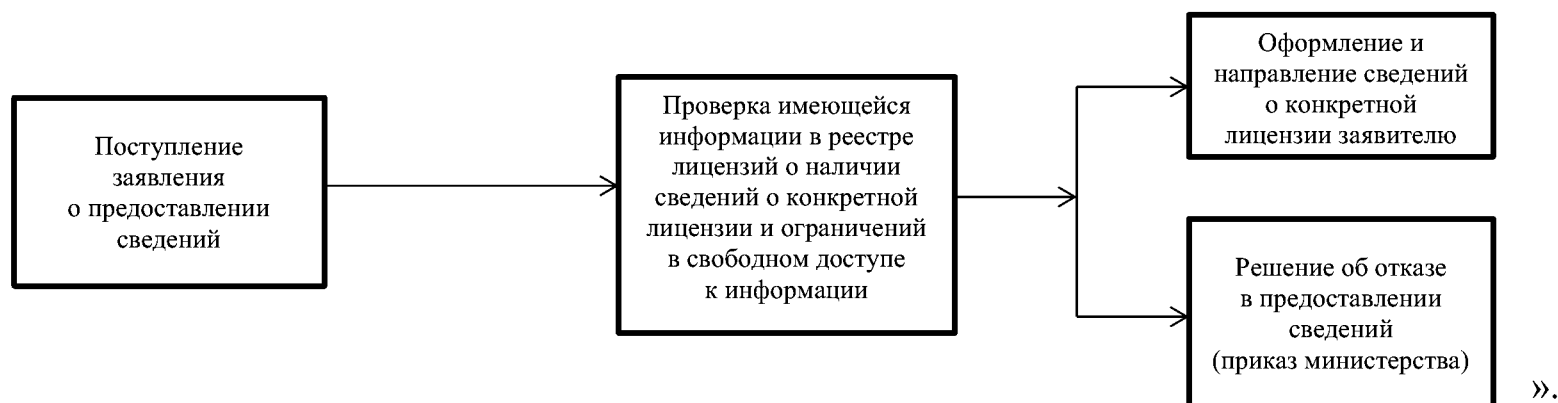 Поступление
заявления
о предоставлении
сведений
Проверка имеющейся
информации в реестре
лицензий о наличии
сведений о конкретной
лицензии и ограничений
в свободном доступе
к информации
Оформление и
направление сведений
о конкретной
лицензии заявителю
Решение об отказе
в предоставлении
сведений
(приказ министерства)
».